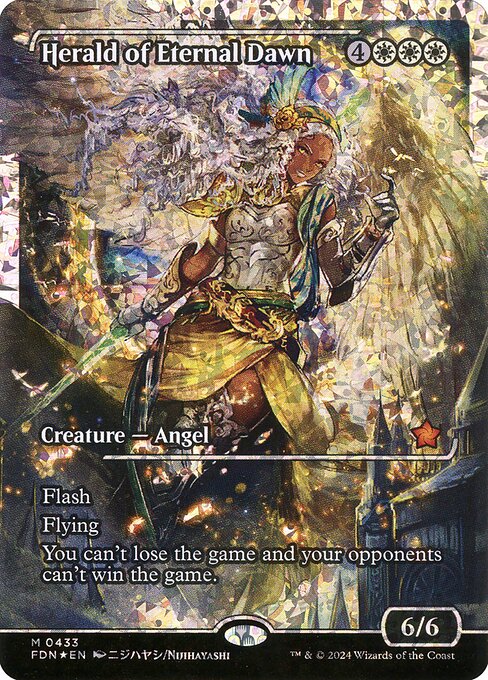 Herald of Eternal Dawn 4
Creature — Angel
Flash
Flying
You can't lose the game and your opponents
can't win the game.
6/6
M 0433
FDN★EN ニジハヤシ/NIJIHAYASHI
™ & © 2024 Wizards of the Coast